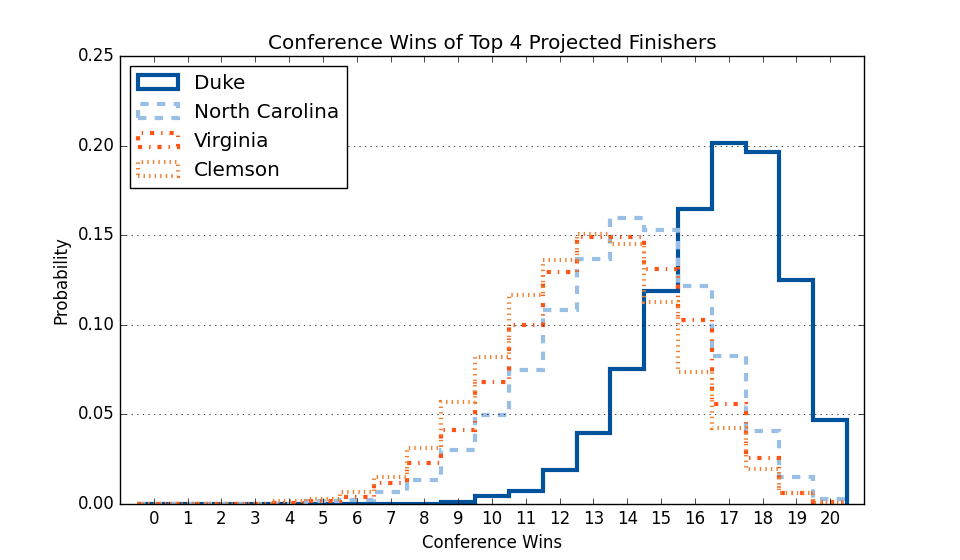 Conference Wins of Top 4 Projected Finishers
0.25
Duke
North Carolina
Virginia
Clemson
0.20
0.15
Probability
0.10
0.05
0.00
0 1 2 3 4 5 6 7 8 9 10 11 12 13 14 15 16 17 18 19 20
Conference Wins